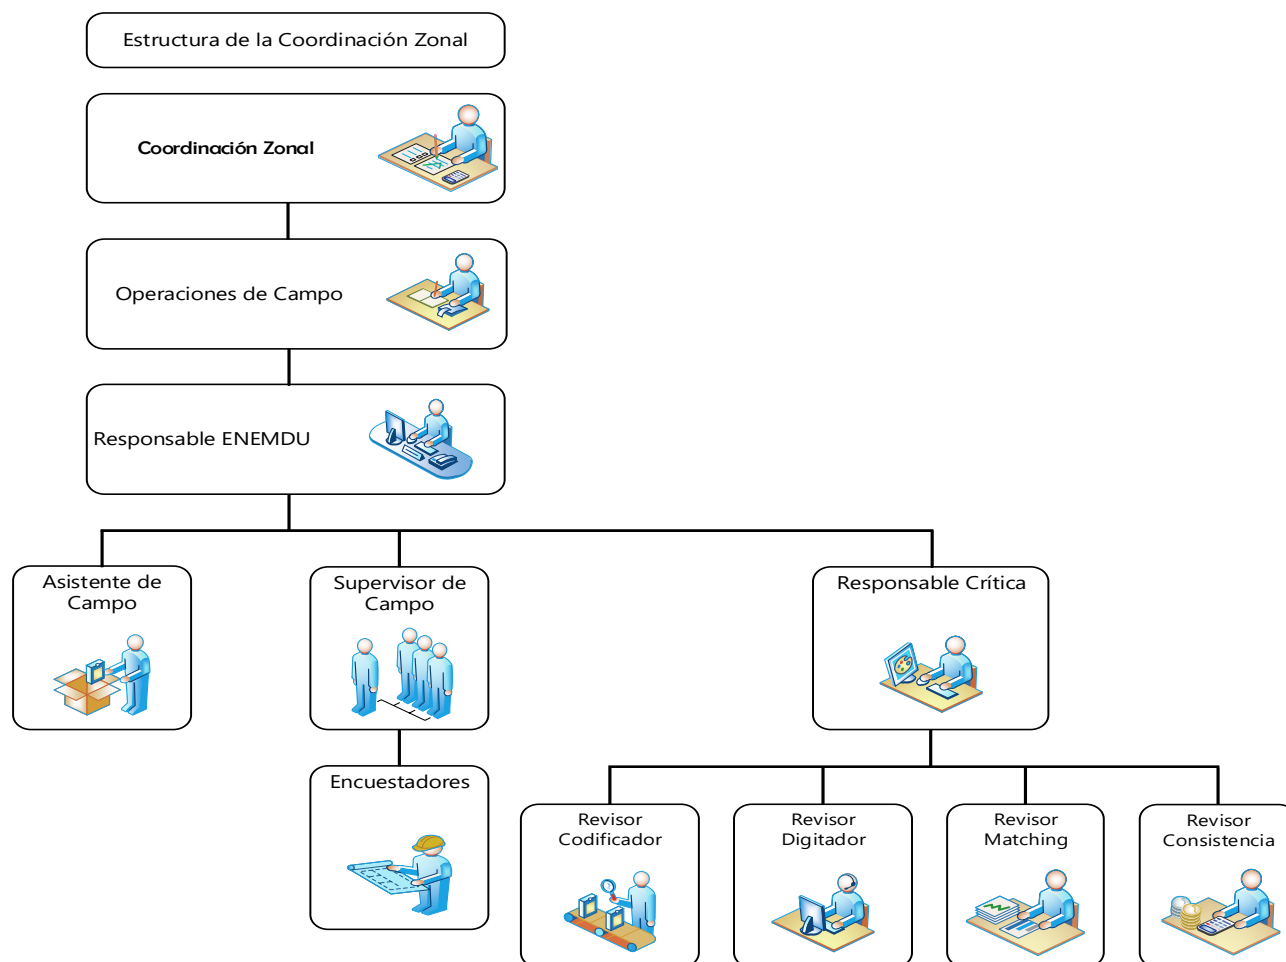 Estructura de la Coordinación Zonal
Coordinación Zonal
Operaciones de Campo
Responsable ENEMDU
Asistente de
Campo
Supervisor de
Campo
Responsable Crítica
Encuestadores
Revisor
Codificador
Revisor
Digitador
Revisor
Matching
Revisor
Consistencia